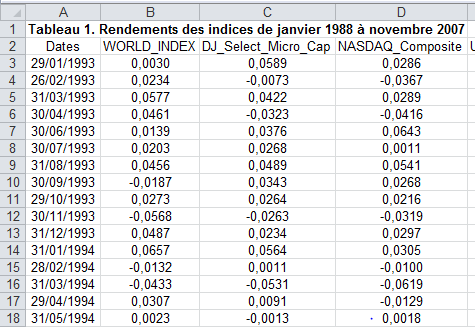 A B C D
1 Tableau 1. Rendements des indices de janvier 1988 à novembre 2007
2 Dates WORLD_INDEX DJ_Select_Micro_Cap NASDAQ_Composite
3 29/01/1993 0,0030 0,0589 0,0286
4 26/02/1993 0,0234 -0,0073 -0,0367
5 31/03/1993 0,0577 0,0422 0,0289
6 30/04/1993 0,0461 -0,0323 -0,0416
7 30/06/1993 0,0139 0,0376 0,0643
8 30/07/1993 0,0203 0,0268 0,0011
9 31/08/1993 0,0456 0,0489 0,0541
10 30/09/1993 -0,0187 0,0343 0,0268
11 29/10/1993 0,0273 0,0264 0,0216
12 30/11/1993 -0,0568 -0,0263 -0,0319
13 31/12/1993 0,0487 0,0234 0,0297
14 31/01/1994 0,0657 0,0564 0,0305
15 28/02/1994 -0,0132 0,0011 -0,0100
16 31/03/1994 -0,0433 -0,0531 -0,0619
17 29/04/1994 0,0307 0,0091 -0,0129
18 31/05/1994 0,0023 -0,0013 0,0018